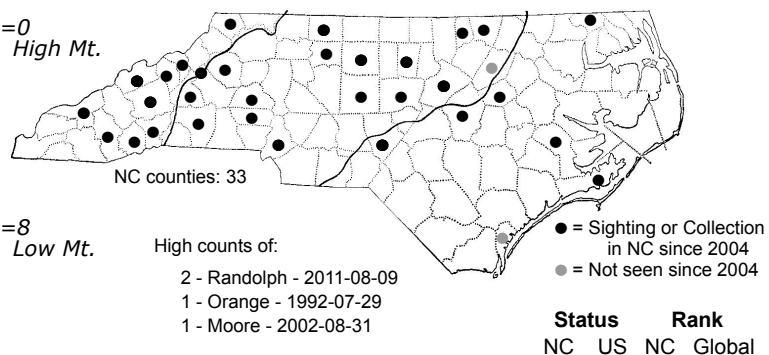 =0
High Mt.
NC counties: 33
=8
Low Mt.
High counts of:
2 - Randolph - 2011-08-09
1 - Orange - 1992-07-29
1 - Moore - 2002-08-31
● = Sighting or Collection
in NC since 2004
● = Not seen since 2004
Status Rank
NC US NC Global